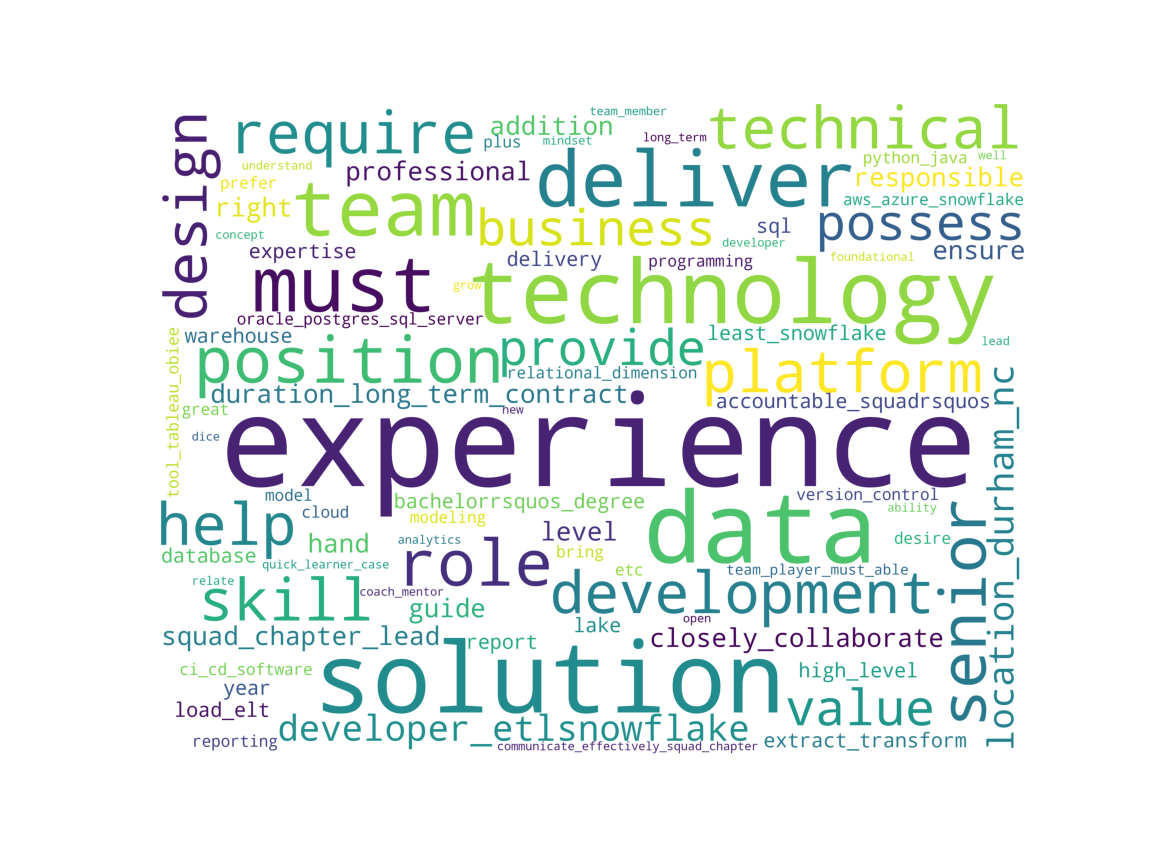 team_member
require
addition
plus
mindset
long_term
technical
design
understand
professional
deliver
python_java
well
prefer
responsible
right
team
business
sql
aws_azure_snowflake
possess
concept
expertise
delivery
developer
programming
foundational
ensure
must
grow
technology
oracle_postgres_sql_server
warehouse
position
provide
least_snowflake
lead
tool_tableau_obiee
relational_dimension
platform
duration_long_term_contract
accountable_squadrsquos
great
new
dice
experience
location_durham_nc
model
bachelorrsquos_degree
version_control
help
cloud
modeling
level
data
ability
senior
database
hand
analytics
role
bring
desire
quick_learner_case
etc
team_player_must_able
relate
skill
coach_mentor
guide
development
lake
open
squad_chapter_lead
report
closely_collaborate
ci_cd_software
solution
high_level
year
load_elt
value
developer_etlsnowflake
reporting
communicate_effectively_squad_chapter
extract_transform